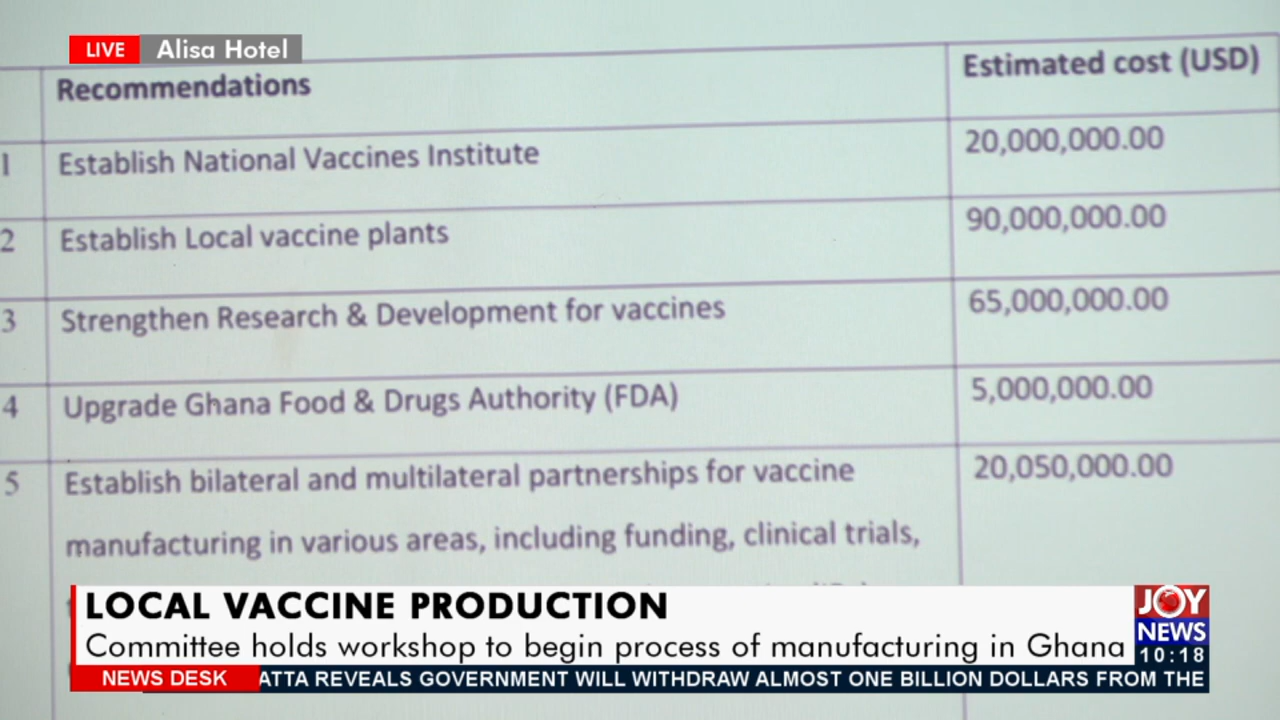 LIVE Alisa Hotel
Recommendations Estimated cost (USD)
1 Establish National Vaccines Institute 20,000,000.00
2 Establish Local vaccine plants 90,000,000.00
3 Strengthen Research & Development for vaccines 65,000,000.00
4 Upgrade Ghana Food & Drugs Authority (FDA) 5,000,000.00
5 Establish bilateral and multilateral partnerships for vaccine 20,050,000.00
manufacturing in various areas, including funding, clinical trials,
LOCAL VACCINE PRODUCTION
Committee holds workshop to begin process of manufacturing in Ghana
JOY
NEWS
10:18
NEWS DESK ATTA REVEALS GOVERNMENT WILL WITHDRAW ALMOST ONE BILLION DOLLARS FROM THE